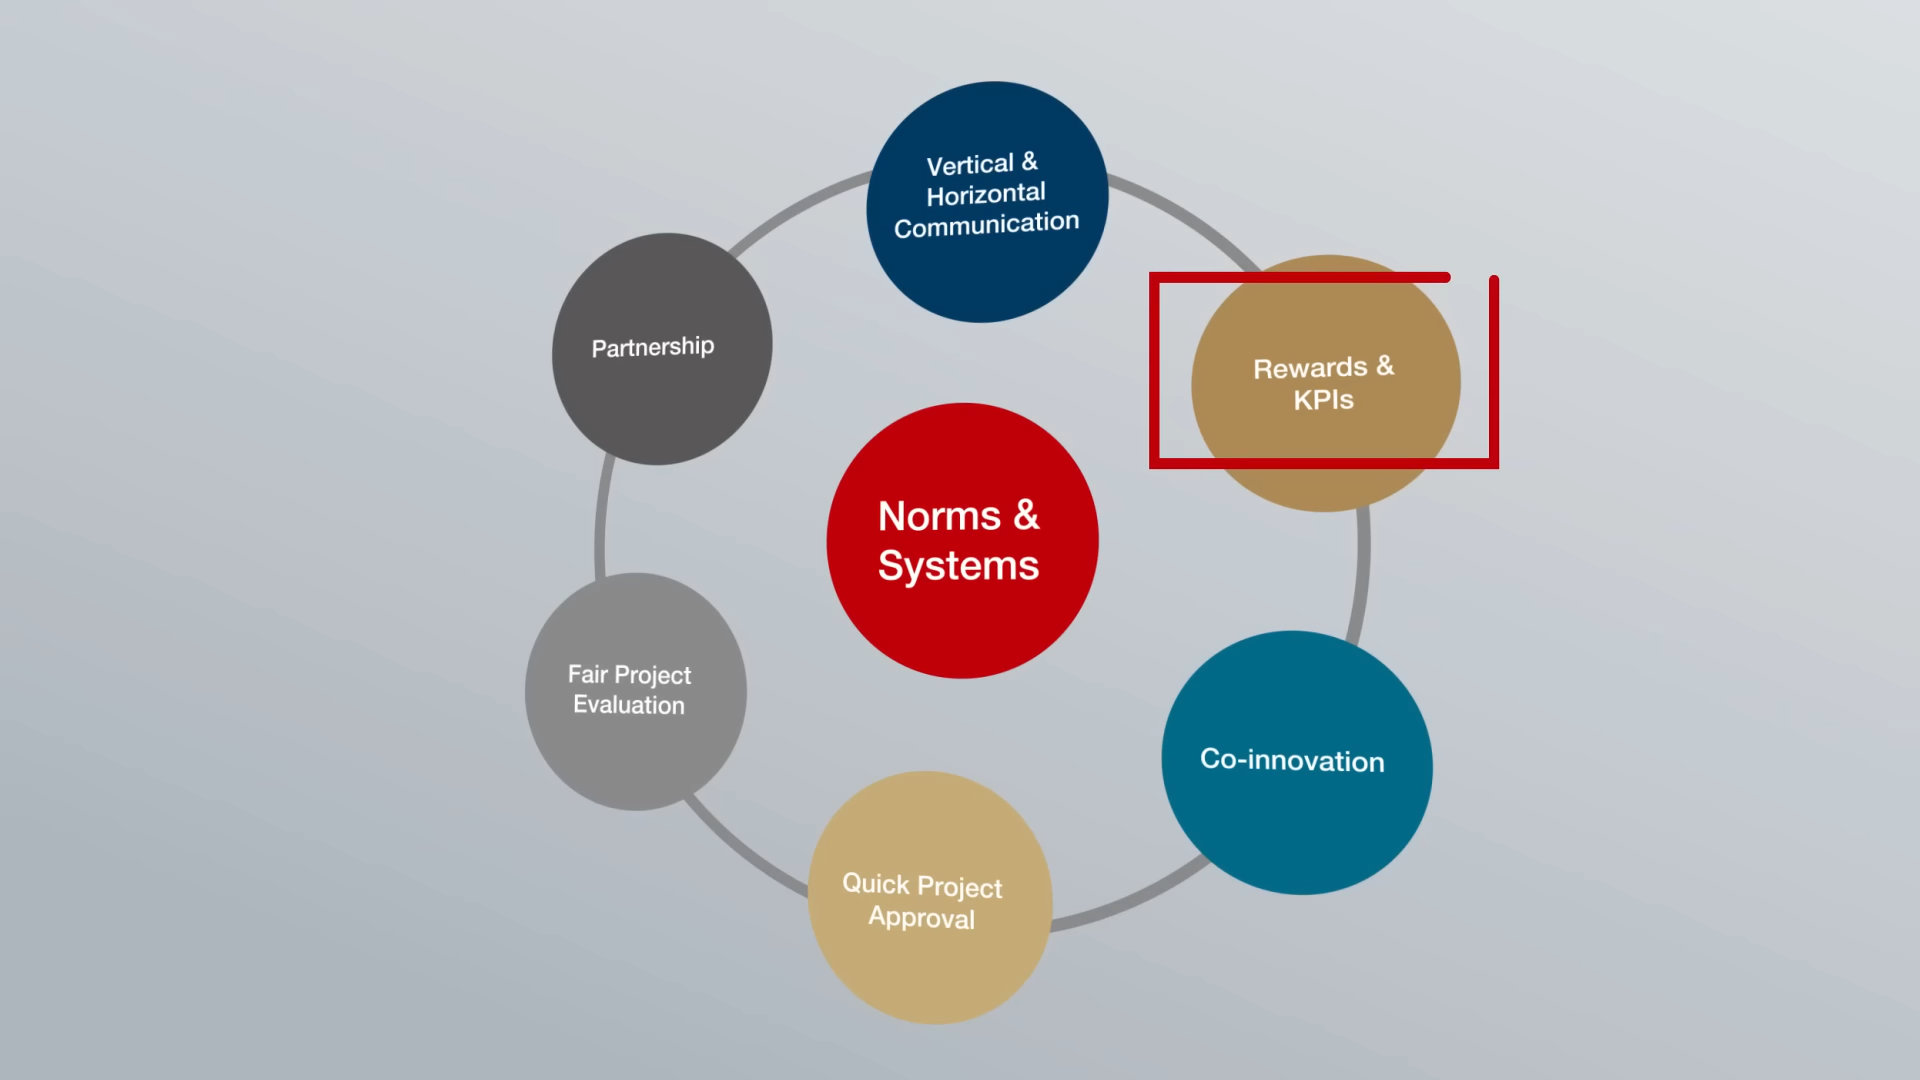 Vertical &
Horizontal
Communication
Partnership
Rewards &
KPIs
Norms &
Systems
Fair Project
Evaluation
Co-innovation
Quick Project
Approval